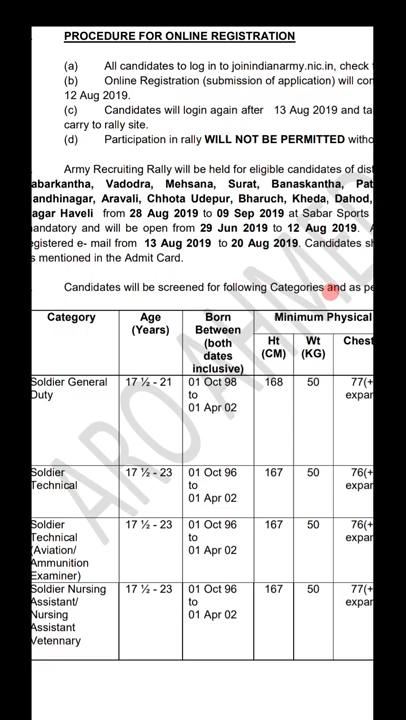 PROCEDURE FOR ONLINE REGISTRATION
(a) All candidates to log in to joinindianarmy.nic.in, check
(b) Online Registration (submission of application) will
12 Aug 2019.
(c) Candidates will login again after 13 Aug 2019 and
carry to rally site.
(d) Participation in rally WILL NOT BE PERMITTED
Army Recruiting Rally will be held for eligible candidates of
abarkantha, Vadodra, Mehsana, Surat, Banaskantha,
andhinagar, Aravali, Chhota Udepur, Bharuch, Kheda, Dahod,
agar Haveli from 28 Aug 2019 to 09 Sep 2019 at Sabar Sports
andatory and will be open from 29 Jun 2019 to 12 Aug 2019.
egistered e- mail from 13 Aug 2019 to 20 Aug 2019. Candidates
s mentioned in the Admit Card.
Candidates will be screened for following Categories and as
Category Age (Years) Born Between (both dates inclusive) Minimum Physical
Ht (CM) Wt (KG) Chest
Soldier General 17 ½ - 21 01 Oct 98 168 50 77(+
Duty to expan
01 Apr 02
Soldier 17 ½ - 23 01 Oct 96 167 50 76(+
Technical to expan
01 Apr 02
Soldier 17 ½ - 23 01 Oct 96 167 50 76(+
Technical to expan
(Aviation/ 01 Apr 02
Ammunition
Examiner)
Soldier Nursing 17 ½ - 23 01 Oct 96 167 50 77(+
Assistant/ to expan
Nursing 01 Apr 02
Assistant
Vetennary
ARO AHMED